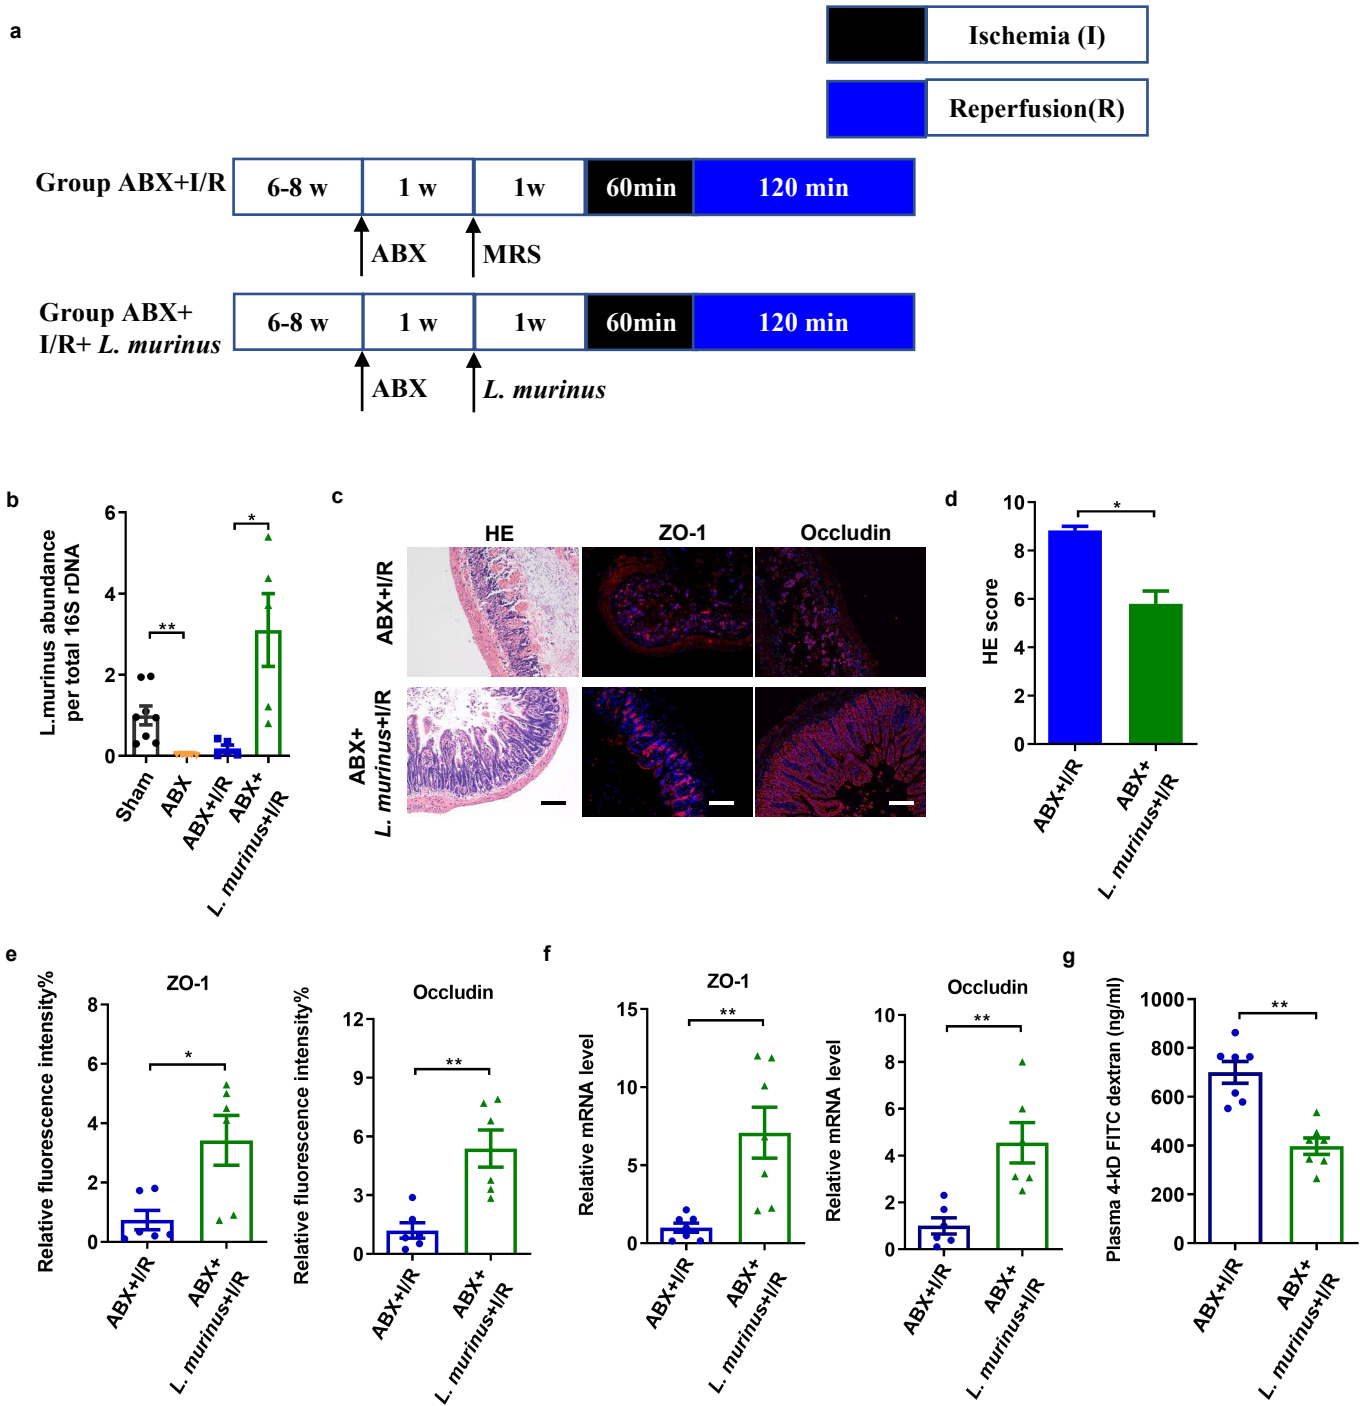 a
Ischemia (I)
Reperfusion(R)
Group ABX+I/R
6-8 w
1 w
1w
60min
120 min
ABX
MRS
Group ABX+
I/R+ L. murinus
6-8 w
1 w
1w
60min
120 min
ABX
L. murinus
b
L.murinus abundance
per total 16S rDNA
6
4
2
0
**
*
Sham
ABX
ABX+I/R
ABX+
L. murinus+I/R
c
HE
ZO-1
Occludin
ABX+I/R
ABX+
L. murinus+I/R
d
HE score
10
8
6
4
2
0
*
ABX+I/R
ABX+
L. murinus+I/R
e
ZO-1
Relative fluorescence intensity%
8
6
4
2
0
*
ABX+I/R
ABX+
L. murinus+I/R
Occludin
Relative fluorescence intensity%
12
9
6
3
0
**
ABX+I/R
ABX+
L. murinus+I/R
f
ZO-1
Relative mRNA level
15
10
5
0
**
ABX+I/R
ABX+
L. murinus+I/R
Occludin
Relative mRNA level
10
8
6
4
2
0
**
ABX+I/R
ABX+
L. murinus+I/R
g
Plasma 4-kD FITC dextran (ng/ml)
1000
800
600
400
200
0
**
ABX+I/R
ABX+
L. murinus+I/R